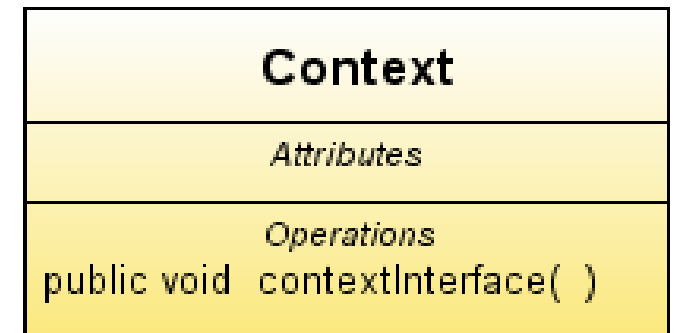 Context
Attributes
Operations
public void contextInterface( )